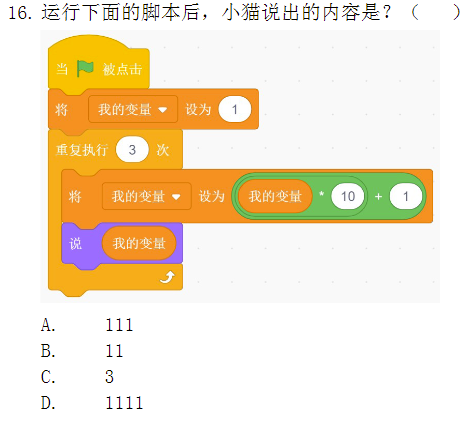 16. 运行下面的脚本后，小猫说出的内容是？（    ）
当 被点击
将 我的变量 设为 1
重复执行 3 次
将 我的变量 设为 我的变量 * 10 + 1
说 我的变量
A. 111
B. 11
C. 3
D. 1111